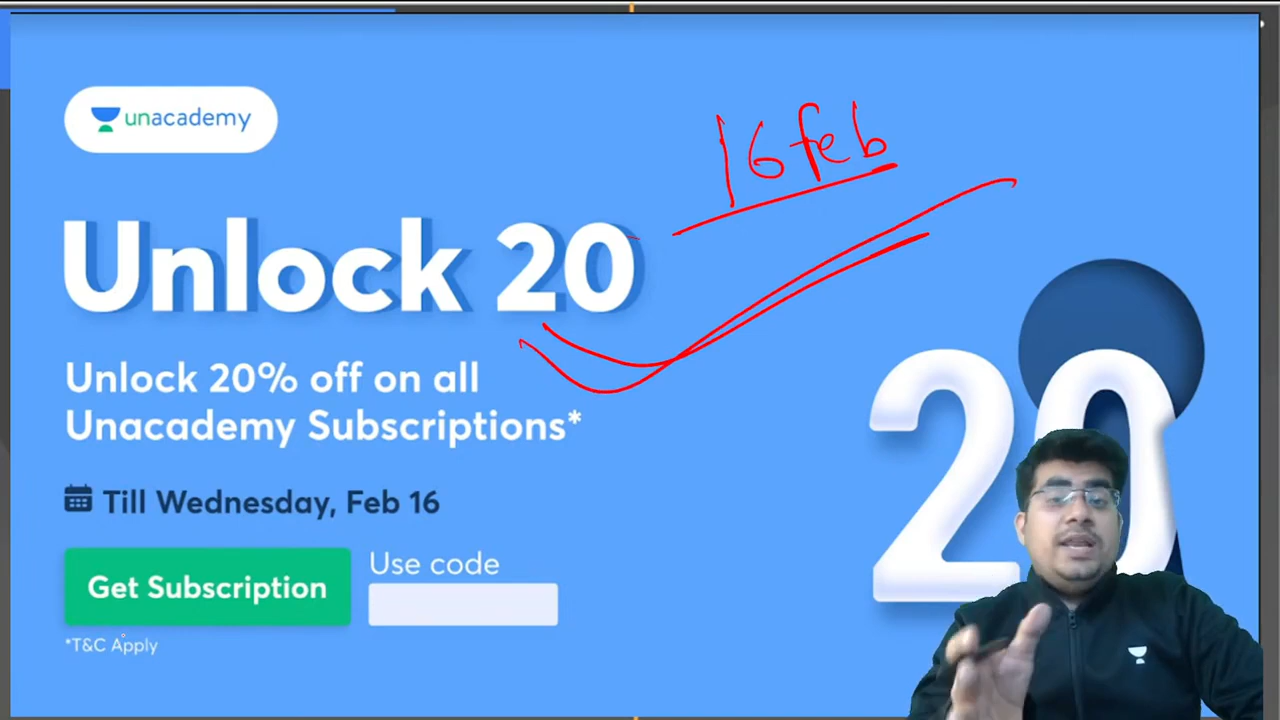 unacademy
16 feb
Unlock 20
Unlock 20% off on all
Unacademy Subscriptions*
Till Wednesday, Feb 16
Get Subscription
Use code
*T&C Apply
20